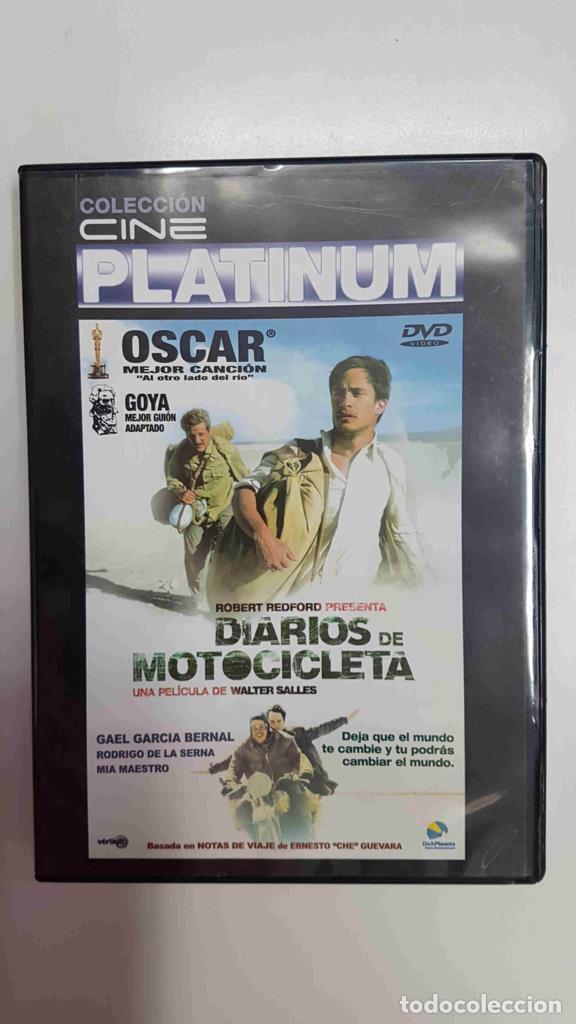 COLECCIÓN
CINE
PLATINUM
OSCAR®
MEJOR CANCIÓN
"Al otro lado del río"
DVD
VIDEO
GOYA
MEJOR GUIÓN
ADAPTADO
ROBERT REDFORD PRESENTA
DIARIOS DE
MOTOCICLETA
UNA PELÍCULA DE WALTER SALLES
GAEL GARCIA BERNAL
RODRIGO DE LA SERNA
MIA MAESTRO
Deja que el mundo
te cambie y tu podrás
cambiar el mundo.
vértigo
DeAPlaneta
Basada en NOTAS DE VIAJE de ERNESTO "CHE" GUEVARA
todocoleccion